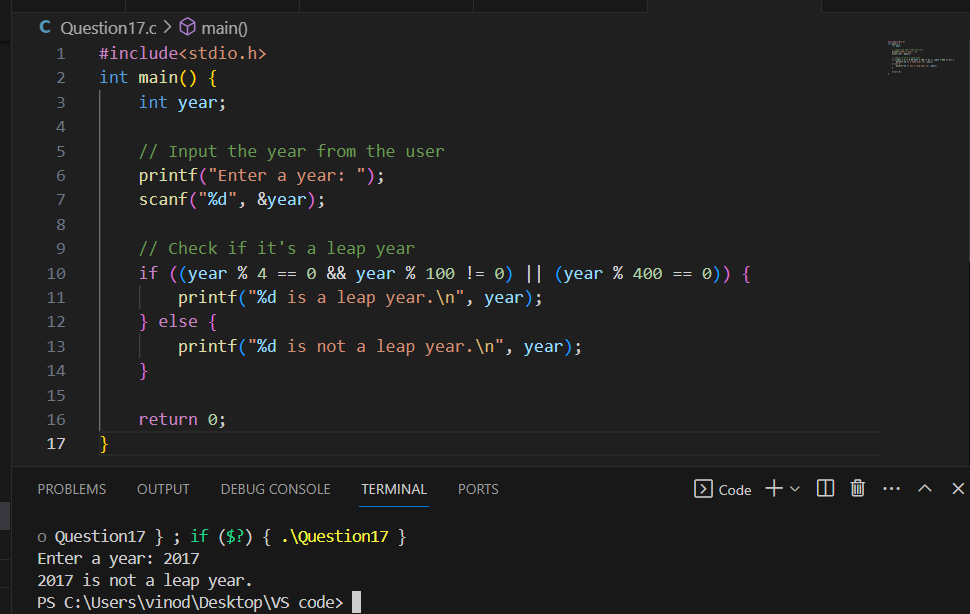 C Question17.c > main()
1 #include<stdio.h>
2 int main() {
3     int year;
4
5     // Input the year from the user
6     printf("Enter a year: ");
7     scanf("%d", &year);
8
9     // Check if it's a leap year
10     if ((year % 4 == 0 && year % 100 != 0) || (year % 400 == 0)) {
11         printf("%d is a leap year.\n", year);
12     } else {
13         printf("%d is not a leap year.\n", year);
14     }
15
16     return 0;
17 }
PROBLEMS OUTPUT DEBUG CONSOLE TERMINAL PORTS Code
o Question17 } ; if ($?) { .\Question17 }
Enter a year: 2017
2017 is not a leap year.
PS C:\Users\vinod\Desktop\VS code>